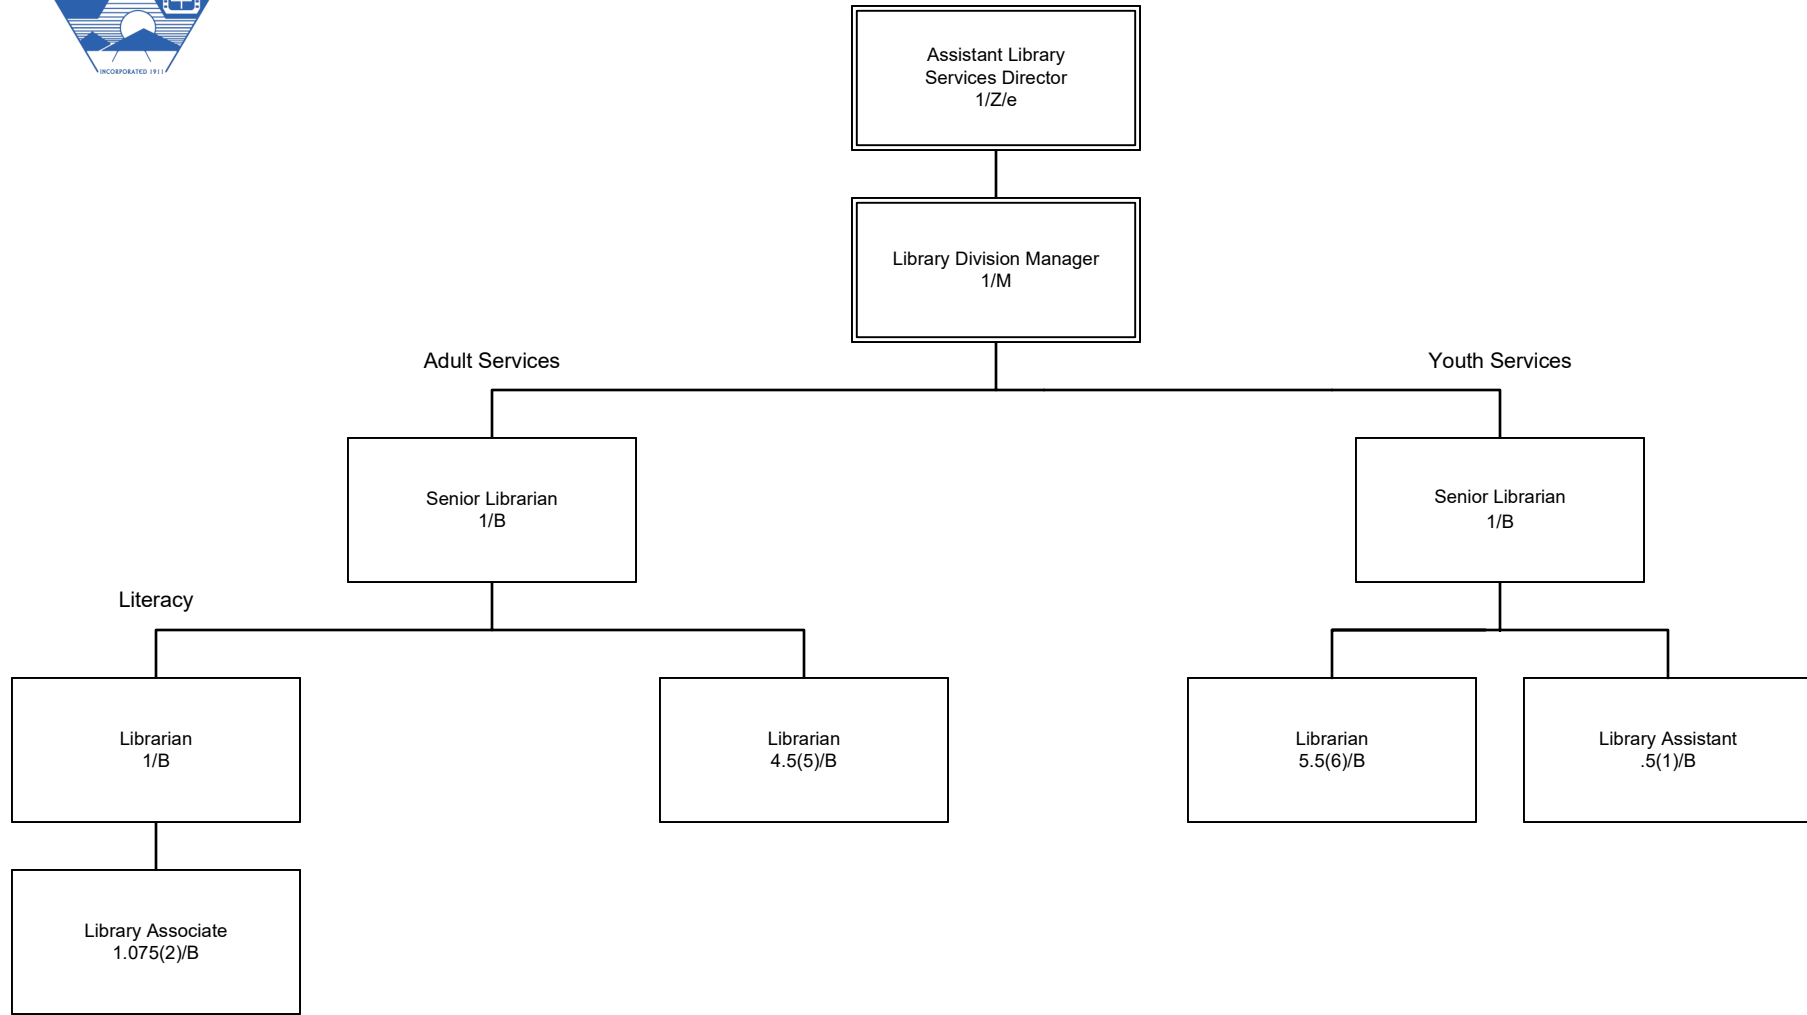 INCORPORATED 1911
Assistant Library
Services Director
1/Z/e
Library Division Manager
1/M
Adult Services
Youth Services
Senior Librarian
1/B
Senior Librarian
1/B
Literacy
Librarian
1/B
Librarian
4.5(5)/B
Librarian
5.5(6)/B
Library Assistant
.5(1)/B
Library Associate
1.075(2)/B